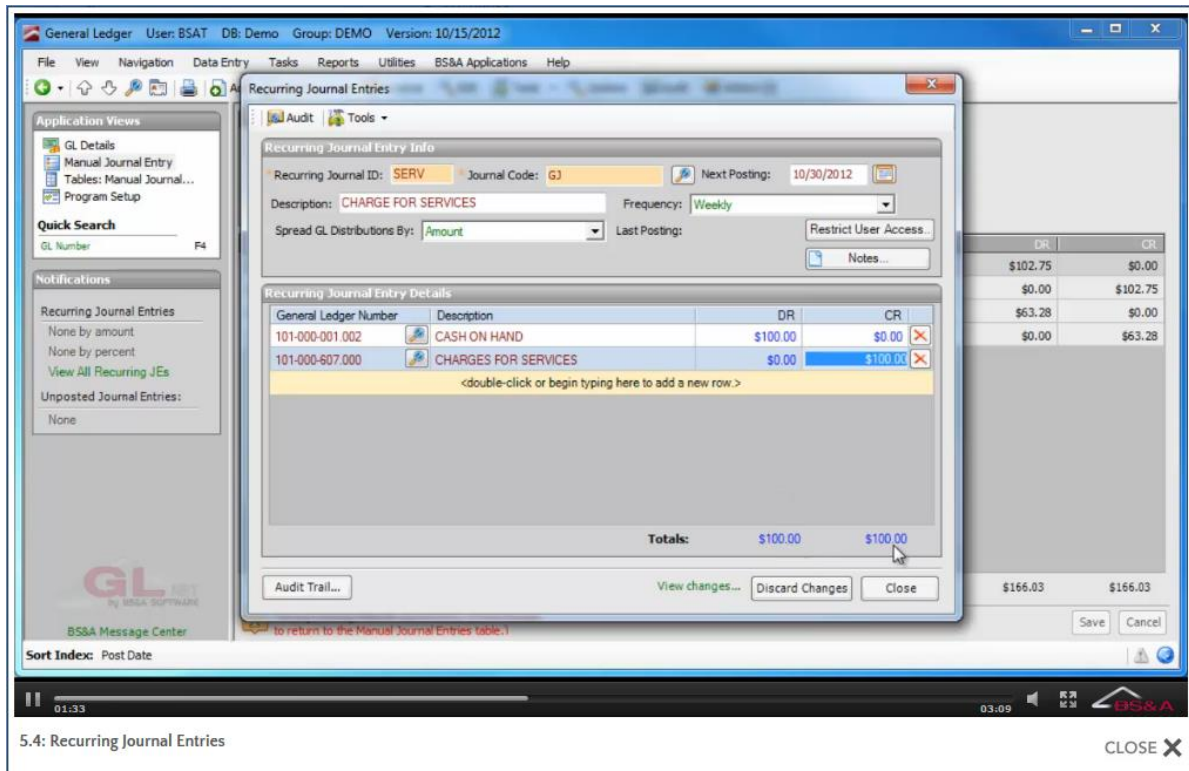 General Ledger User: BSAT DB: Demo Group: DEMO Version: 10/15/2012
File View Navigation Data Entry Tasks Reports Utilities BS&A Applications Help
Application Views
GL Details
Manual Journal Entry
Tables: Manual Journal...
Program Setup
Quick Search
GL Number F4
Notifications
Recurring Journal Entries
None by amount
None by percent
View All Recurring JEs
Unposted Journal Entries:
None
GL.NET
by BS&A SOFTWARE
BS&A Message Center
Recurring Journal Entries
Audit Tools
Recurring Journal Entry Info
*Recurring Journal ID: SERV *Journal Code: GJ Next Posting: 10/30/2012
Description: CHARGE FOR SERVICES Frequency: Weekly
Spread GL Distributions By: Amount Last Posting: Restrict User Access...
Notes...
Recurring Journal Entry Details
General Ledger Number Description DR CR
101-000-001.002 CASH ON HAND $100.00 $0.00
101-000-607.000 CHARGES FOR SERVICES $0.00 $100.00
<double-click or begin typing here to add a new row.>
Totals: $100.00 $100.00
Audit Trail... View changes... Discard Changes Close
DR CR
$102.75 $0.00
$0.00 $102.75
$63.28 $0.00
$0.00 $63.28
$166.03 $166.03
to return to the Manual Journal Entries table.)
Save Cancel
Sort Index: Post Date
01:33 03:09 BS&A
5.4: Recurring Journal Entries CLOSE